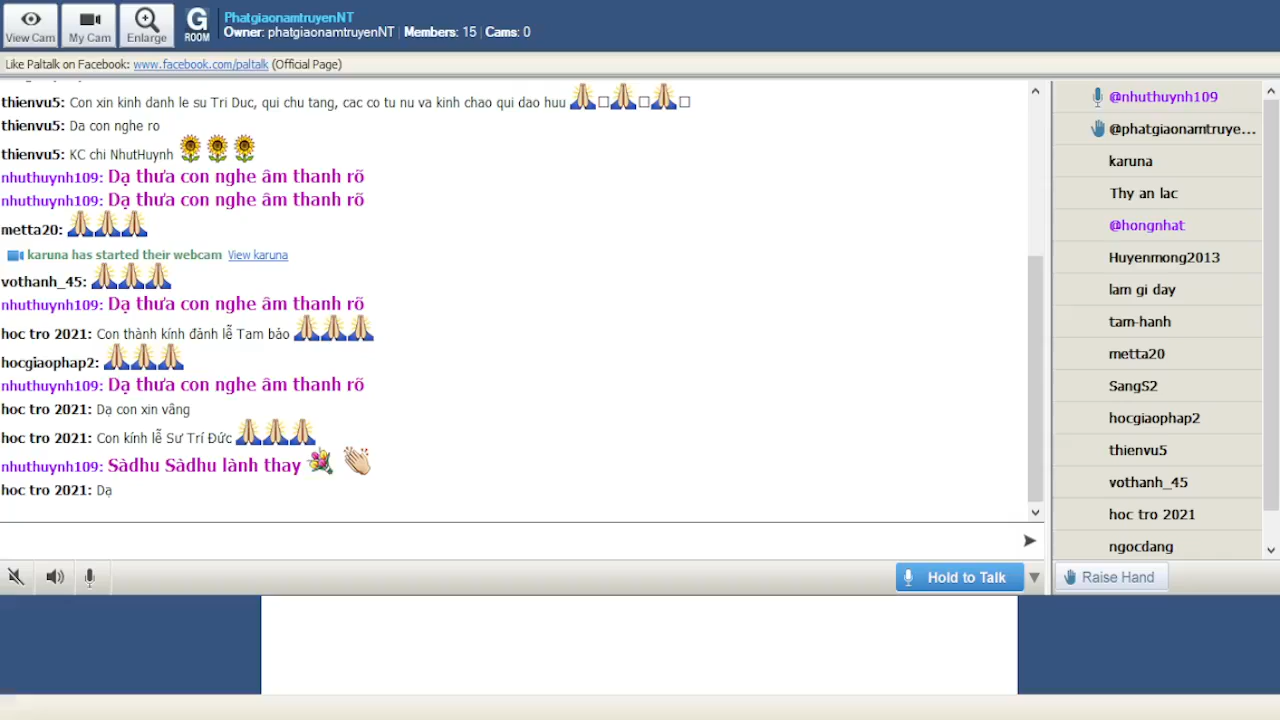 View Cam
My Cam
Enlarge
G
ROOM
PhatgiaonamtruyenNT
Owner: phatgiaonamtruyenNT | Members: 15 | Cams: 0
Like Paltalk on Facebook: www.facebook.com/paltalk (Official Page)
thienvu5: Con xin kinh danh le su Tri Duc, qui chu tang, cac co tu nu va kinh chao qui dao huu
thienvu5: Da con nghe ro
thienvu5: KC chi NhutHuynh
nhuthuynh109: Dạ thưa con nghe âm thanh rõ
nhuthuynh109: Dạ thưa con nghe âm thanh rõ
metta20:
karuna has started their webcam View karuna
vothanh_45:
nhuthuynh109: Dạ thưa con nghe âm thanh rõ
hoc tro 2021: Con thành kính đảnh lễ Tam bảo
hocgiaophap2:
nhuthuynh109: Dạ thưa con nghe âm thanh rõ
hoc tro 2021: Dạ con xin vâng
hoc tro 2021: Con kính lễ Sư Trí Đức
nhuthuynh109: Sàdhu Sàdhu lành thay
hoc tro 2021: Dạ
Hold to Talk
@nhuthuynh109
@phatgiaonamtruye...
karuna
Thy an lac
@hongnhat
Huyenmong2013
lam gi day
tam-hanh
metta20
SangS2
hocgiaophap2
thienvu5
vothanh_45
hoc tro 2021
ngocdang
Raise Hand